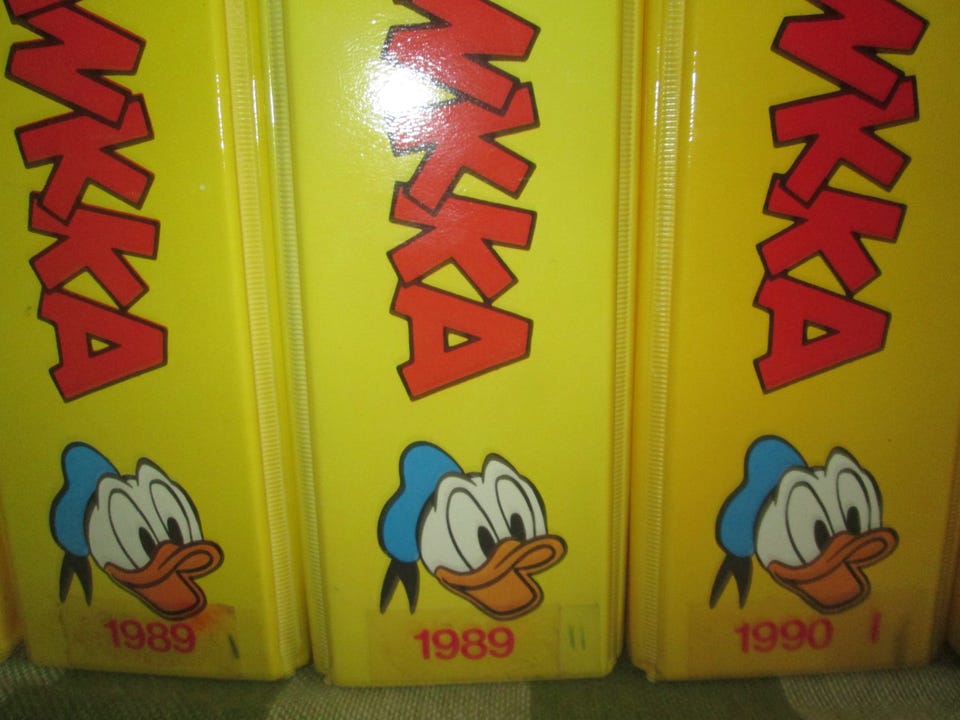 NKKA
1989 I
NKKA
1989 II
NKKA
1990 I